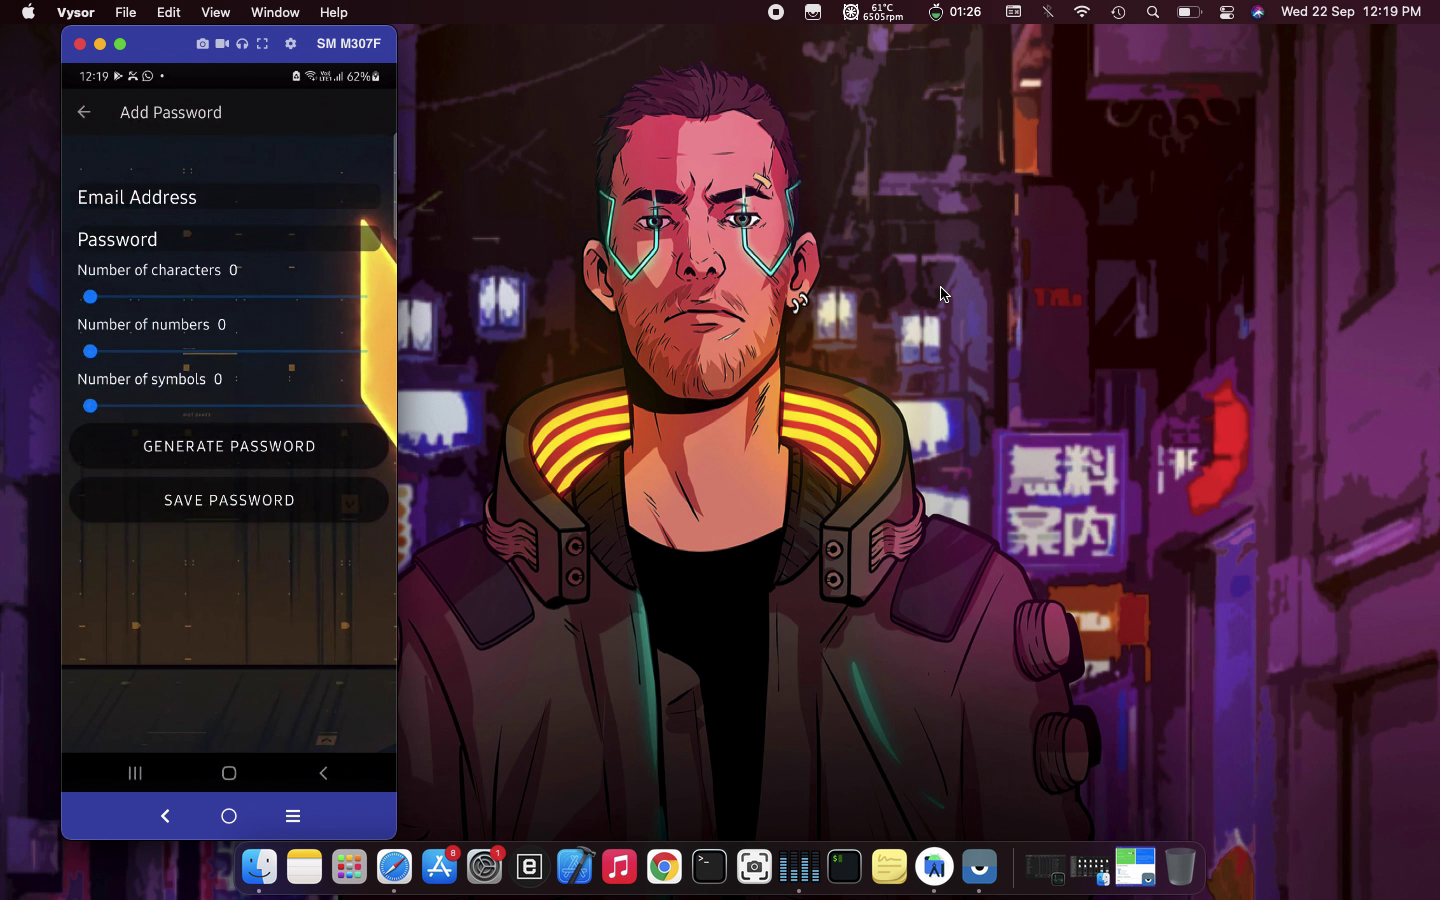 Vysor File Edit View Window Help
61°C
6505rpm
01:26
Wed 22 Sep 12:19 PM
SM M307F
12:19
62%
Add Password
Email Address
Password
Number of characters 0
Number of numbers 0
Number of symbols 0
GENERATE PASSWORD
SAVE PASSWORD
無料
案内
8
1